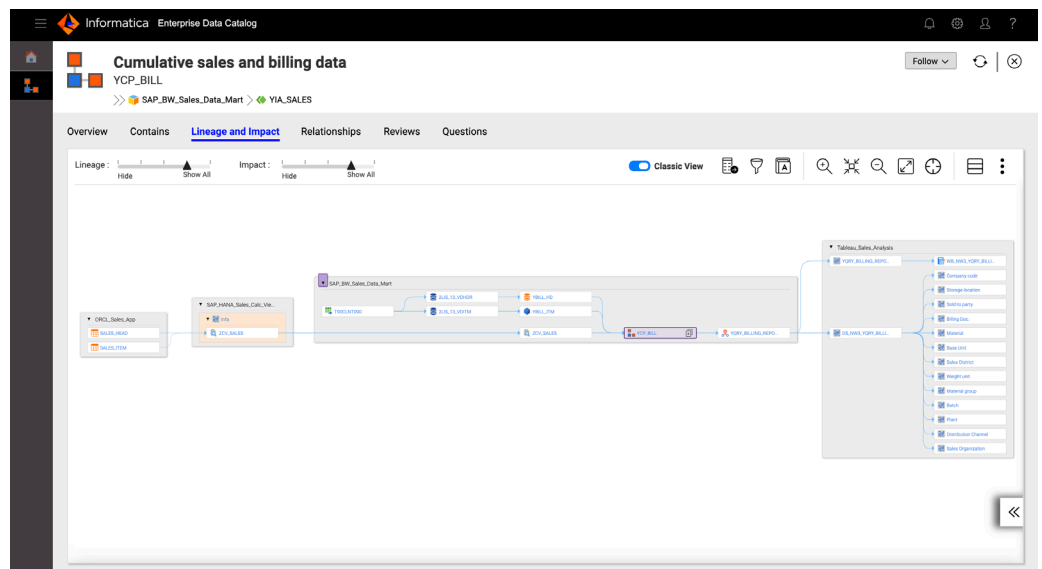 Informatica Enterprise Data Catalog
Cumulative sales and billing data
Follow
YCP_BILL
SAP_BW_Sales_Data_Mart
YIA_SALES
Overview
Contains
Lineage and Impact
Relationships
Reviews
Questions
Lineage :
Hide
Show All
Impact :
Hide
Show All
Classic View
A
ORCL_Sales_App
SALES_HEAD
SALES_ITEM
SAP_HANA_Sales_Calc_Vie...
Info
ZCV_SALES
SAP_BW_Sales_Data_Mart
T90CLNT090
2LIS_13_VDHDR
2LIS_13_VDITM
YBILL_HD
YBILL_ITM
ZCV_SALES
YCP_BILL
YQRY_BILLING_REPO...
Tableau_Sales_Analysis
YQRY_BILLING_REPO...
WB_NW3_YQRY_BILLI...
DS_NW3_YQRY_BILLI...
Company code
Storage location
Sold-to party
Billing Doc.
Material
Base Unit
Sales District
Weight unit
Material group
Batch
Plant
Distribution Channel
Sales Organization